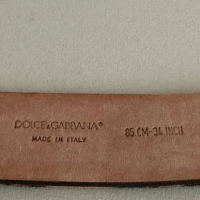 DOLCE & GABBANA® 85 CM-34 INCH
MADE IN ITALY